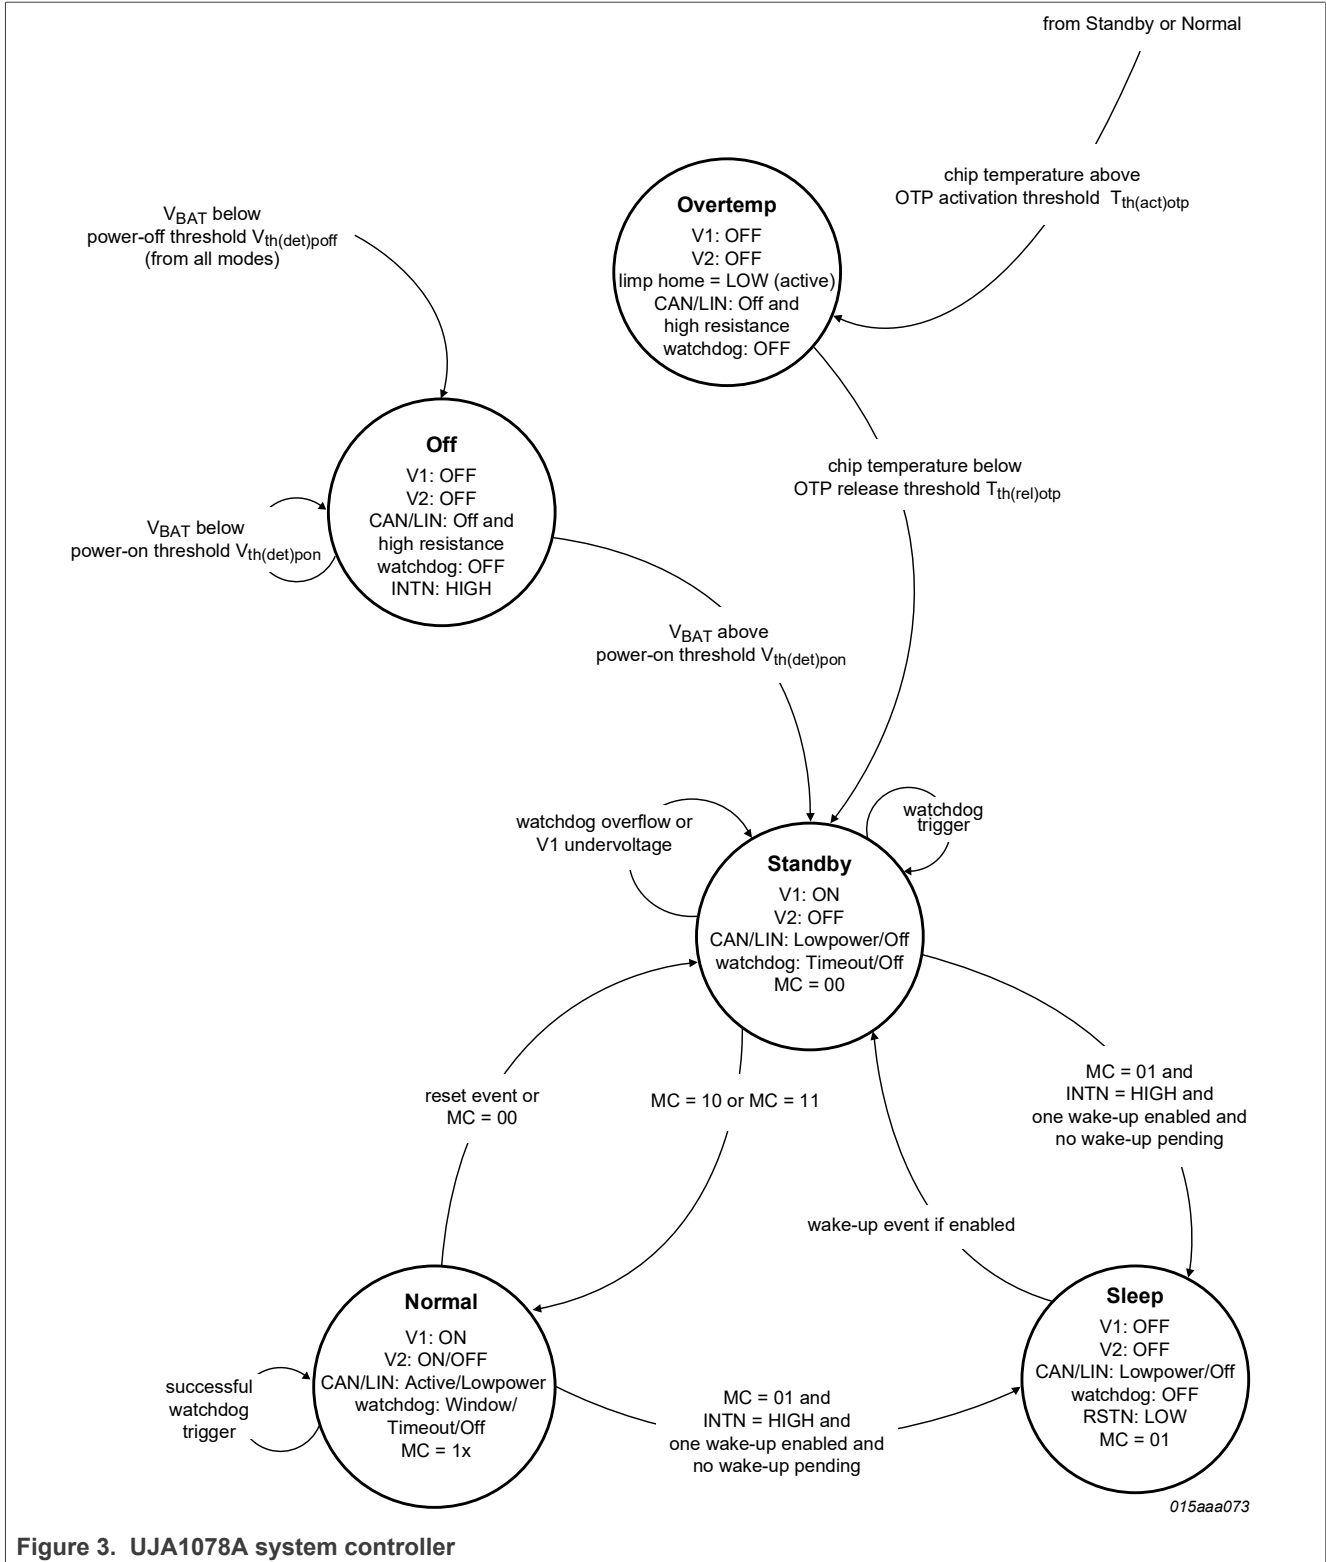 from Standby or Normal
chip temperature above
OTP activation threshold Tth(act)otp
Overtemp
V1: OFF
V2: OFF
limp home = LOW (active)
CAN/LIN: Off and
high resistance
watchdog: OFF
VBAT below
power-off threshold Vth(det)poff
(from all modes)
Off
V1: OFF
V2: OFF
CAN/LIN: Off and
high resistance
watchdog: OFF
INTN: HIGH
VBAT below
power-on threshold Vth(det)pon
chip temperature below
OTP release threshold Tth(rel)otp
VBAT above
power-on threshold Vth(det)pon
watchdog overflow or
V1 undervoltage
watchdog
trigger
Standby
V1: ON
V2: OFF
CAN/LIN: Lowpower/Off
watchdog: Timeout/Off
MC = 00
reset event or
MC = 00
MC = 10 or MC = 11
MC = 01 and
INTN = HIGH and
one wake-up enabled and
no wake-up pending
wake-up event if enabled
Normal
V1: ON
V2: ON/OFF
CAN/LIN: Active/Lowpower
watchdog: Window/
Timeout/Off
MC = 1x
successful
watchdog
trigger
MC = 01 and
INTN = HIGH and
one wake-up enabled and
no wake-up pending
Sleep
V1: OFF
V2: OFF
CAN/LIN: Lowpower/Off
watchdog: OFF
RSTN: LOW
MC = 01
015aaa073
Figure 3. UJA1078A system controller